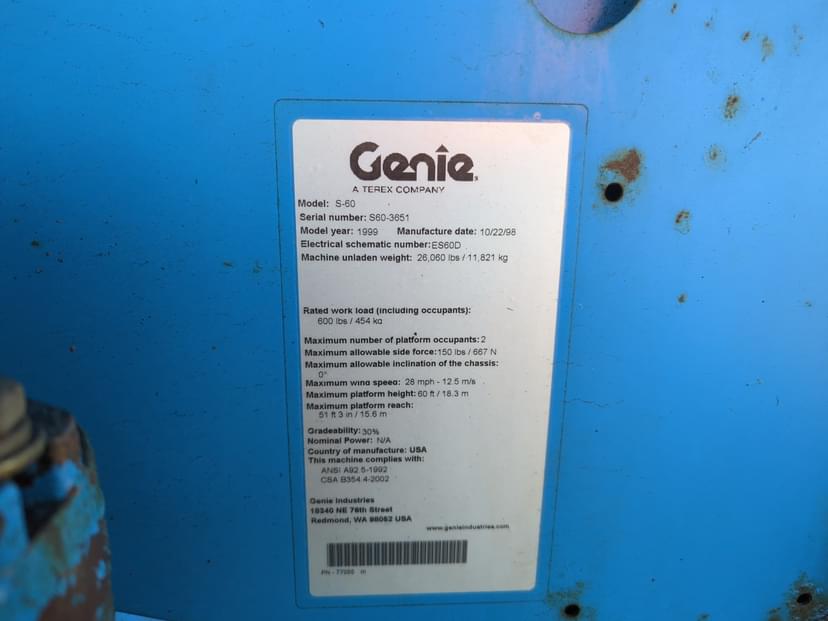 Genie
A TEREX COMPANY
Model: S-60
Serial number: S60-3651
Model year: 1999 Manufacture date: 10/22/98
Electrical schematic number: ES60D
Machine unladen weight: 26,060 lbs / 11,821 kg
Rated work load (including occupants):
600 lbs / 454 kg
Maximum number of platform occupants: 2
Maximum allowable side force: 150 lbs / 667 N
Maximum allowable inclination of the chassis:
0°
Maximum wind speed: 28 mph - 12.5 m/s
Maximum platform height: 60 ft / 18.3 m
Maximum platform reach:
51 ft 3 in / 15.6 m
Gradeability: 30%
Nominal Power: N/A
Country of manufacture: USA
This machine complies with:
ANSI A92.5-1992
CSA B354.4-2002
Genie Industries
18340 NE 76th Street
Redmond, WA 98052 USA
www.genieindustries.com
PN -